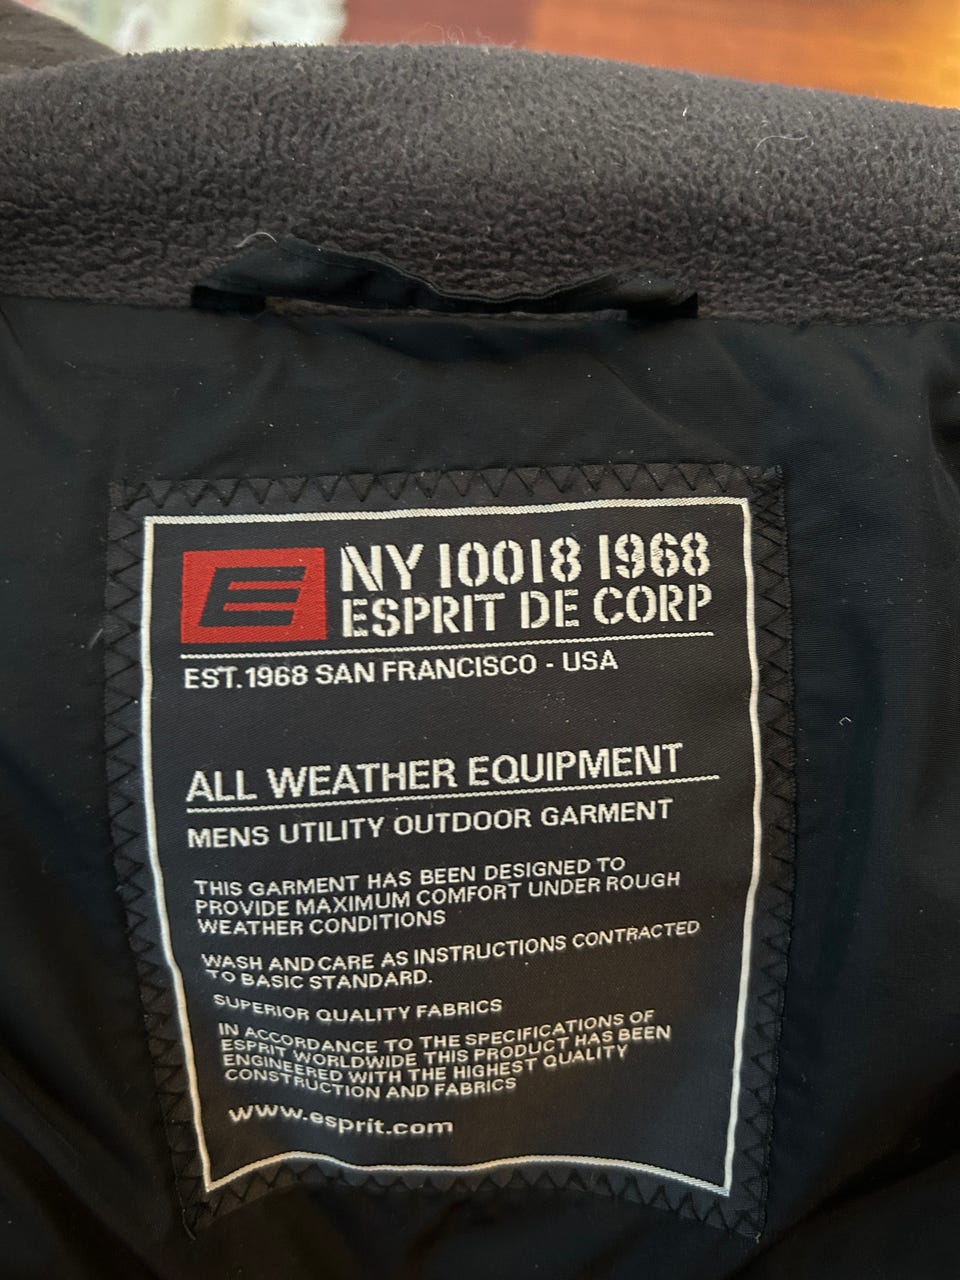 E
NY 10018 1968
ESPRIT DE CORP
EST.1968 SAN FRANCISCO - USA
ALL WEATHER EQUIPMENT
MENS UTILITY OUTDOOR GARMENT
THIS GARMENT HAS BEEN DESIGNED TO
PROVIDE MAXIMUM COMFORT UNDER ROUGH
WEATHER CONDITIONS
WASH AND CARE AS INSTRUCTIONS CONTRACTED
TO BASIC STANDARD.
SUPERIOR QUALITY FABRICS
IN ACCORDANCE TO THE SPECIFICATIONS OF
ESPRIT WORLDWIDE THIS PRODUCT HAS BEEN
ENGINEERED WITH THE HIGHEST QUALITY
CONSTRUCTION AND FABRICS
www.esprit.com